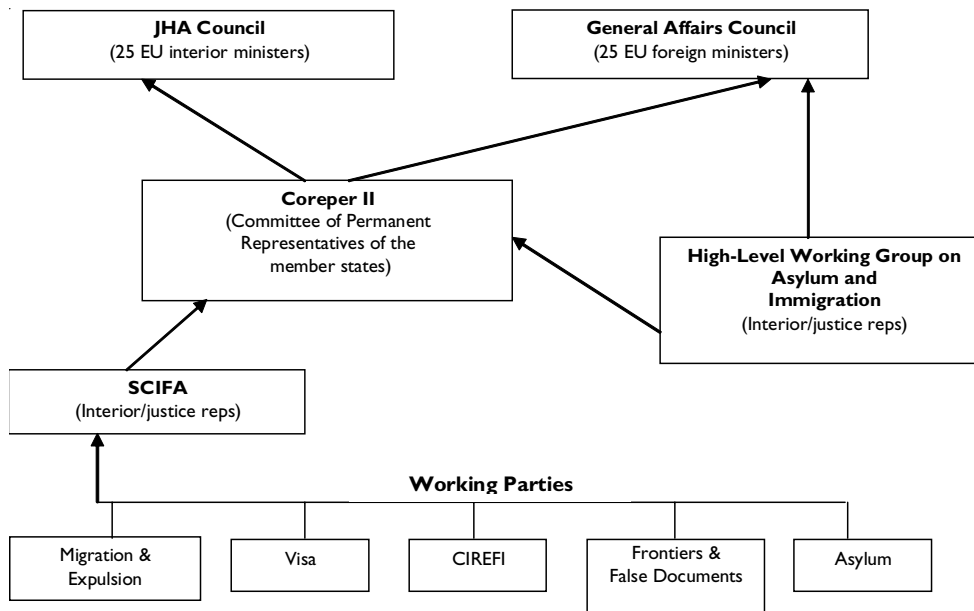 JHA Council
(25 EU interior ministers)
General Affairs Council
(25 EU foreign ministers)
Coreper II
(Committee of Permanent
Representatives of the
member states)
High-Level Working Group on
Asylum and
Immigration
(Interior/justice reps)
SCIFA
(Interior/justice reps)
Working Parties
Migration &
Expulsion
Visa
CIREFI
Frontiers &
False Documents
Asylum